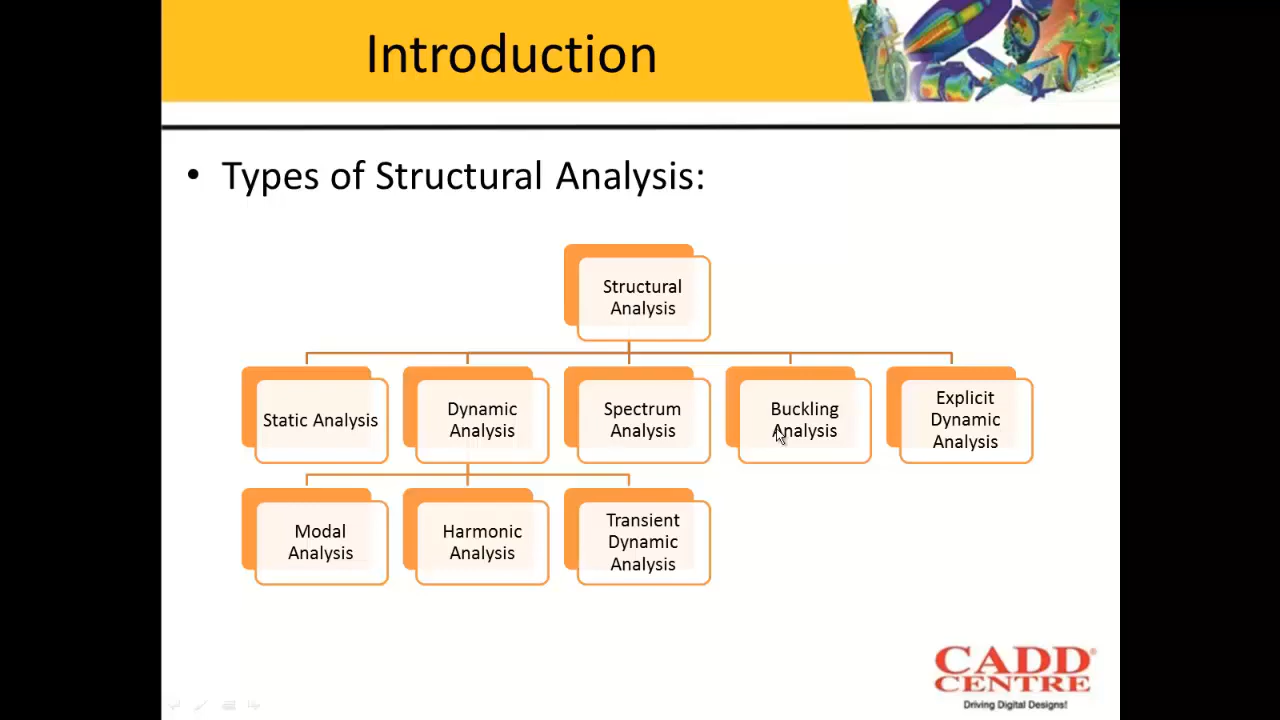 Introduction
• Types of Structural Analysis:
Structural
Analysis
Static Analysis
Dynamic
Analysis
Spectrum
Analysis
Buckling
Analysis
Explicit
Dynamic
Analysis
Modal
Analysis
Harmonic
Analysis
Transient
Dynamic
Analysis
CADD®
CENTRE
Driving Digital Designs!